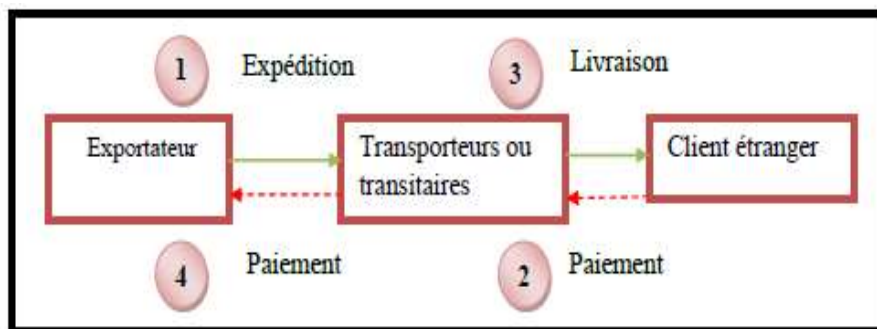 1 Expédition
3 Livraison
Exportateur
Transporteurs ou
transitaires
Client étranger
4 Paiement
2 Paiement